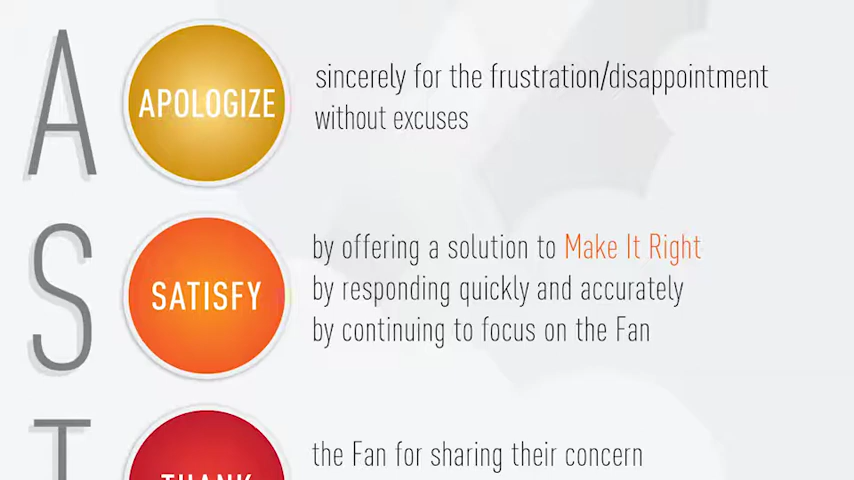 A
APOLOGIZE
sincerely for the frustration/disappointment
without excuses
S
SATISFY
by offering a solution to Make It Right
by responding quickly and accurately
by continuing to focus on the Fan
T
THANK
the Fan for sharing their concern